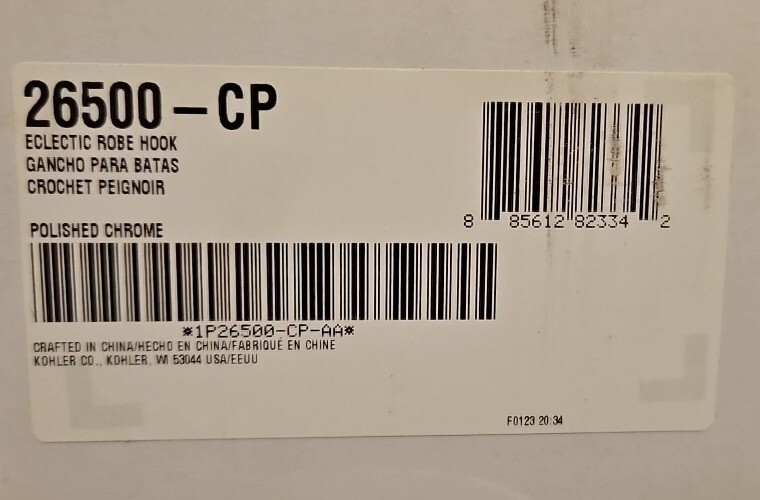 26500-CP
ECLECTIC ROBE HOOK
GANCHO PARA BATAS
CROCHET PEIGNOIR
POLISHED CHROME
8 85612 82334 2
*1P26500-CP-AA*
CRAFTED IN CHINA/HECHO EN CHINA/FABRIQUÉ EN CHINE
KOHLER CO., KOHLER, WI 53044 USA/EEUU
F0123 20:34